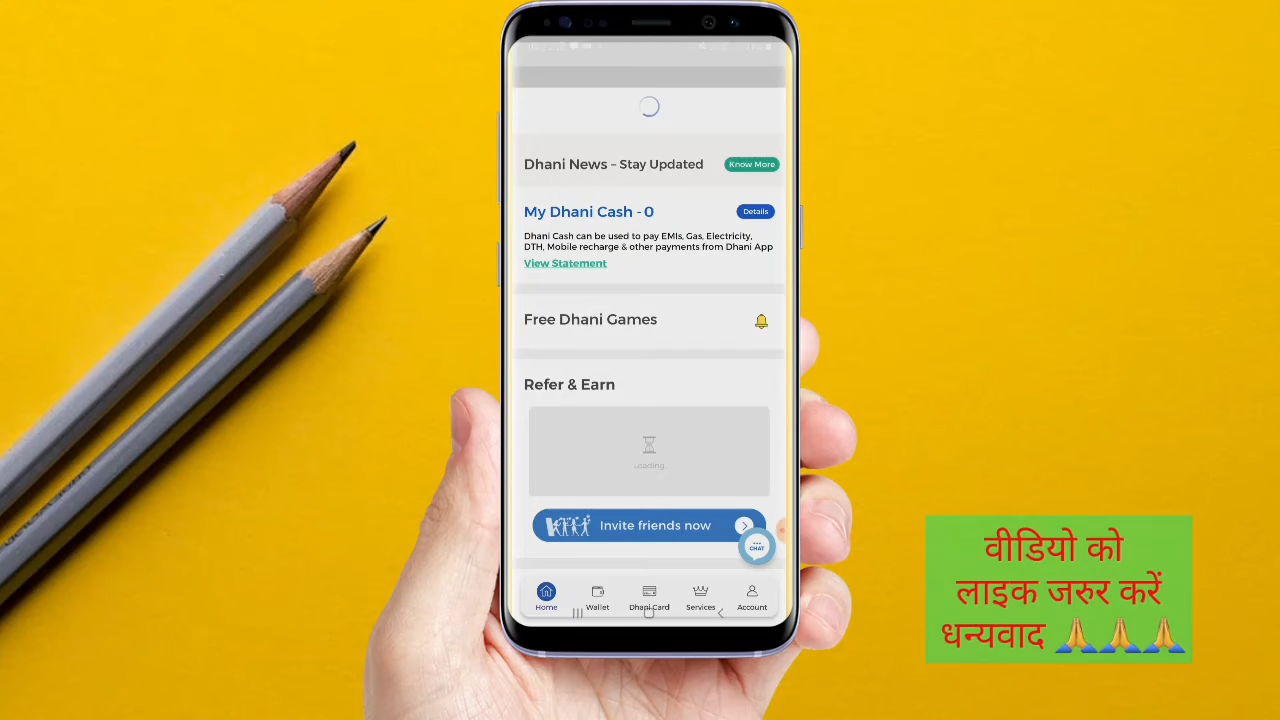 Dhani News – Stay Updated
Know More
My Dhani Cash - 0
Details
Dhani Cash can be used to pay EMIs, Gas, Electricity,
DTH, Mobile recharge & other payments from Dhani App
View Statement
Free Dhani Games
Refer & Earn
Loading..
Invite friends now
CHAT
Home
Wallet
Dhani Card
Services
Account
वीडियो को
लाइक जरुर करें
धन्यवाद 🙏🙏🙏